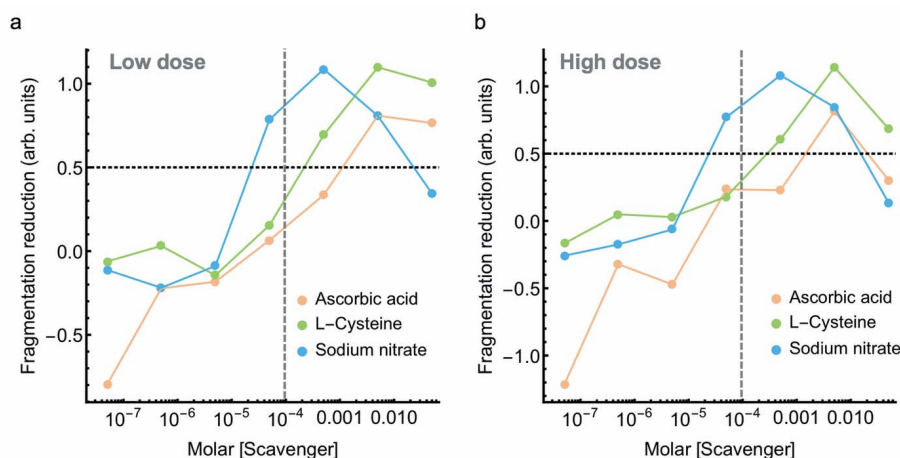 a
Low dose
Fragmentation reduction (arb. units)
1.0
0.5
0.0
−0.5
Ascorbic acid
L−Cysteine
Sodium nitrate
10⁻⁷ 10⁻⁶ 10⁻⁵ 10⁻⁴ 0.001 0.010
Molar [Scavenger]
b
High dose
Fragmentation reduction (arb. units)
1.0
0.5
0.0
−0.5
−1.0
Ascorbic acid
L−Cysteine
Sodium nitrate
10⁻⁷ 10⁻⁶ 10⁻⁵ 10⁻⁴ 0.001 0.010
Molar [Scavenger]